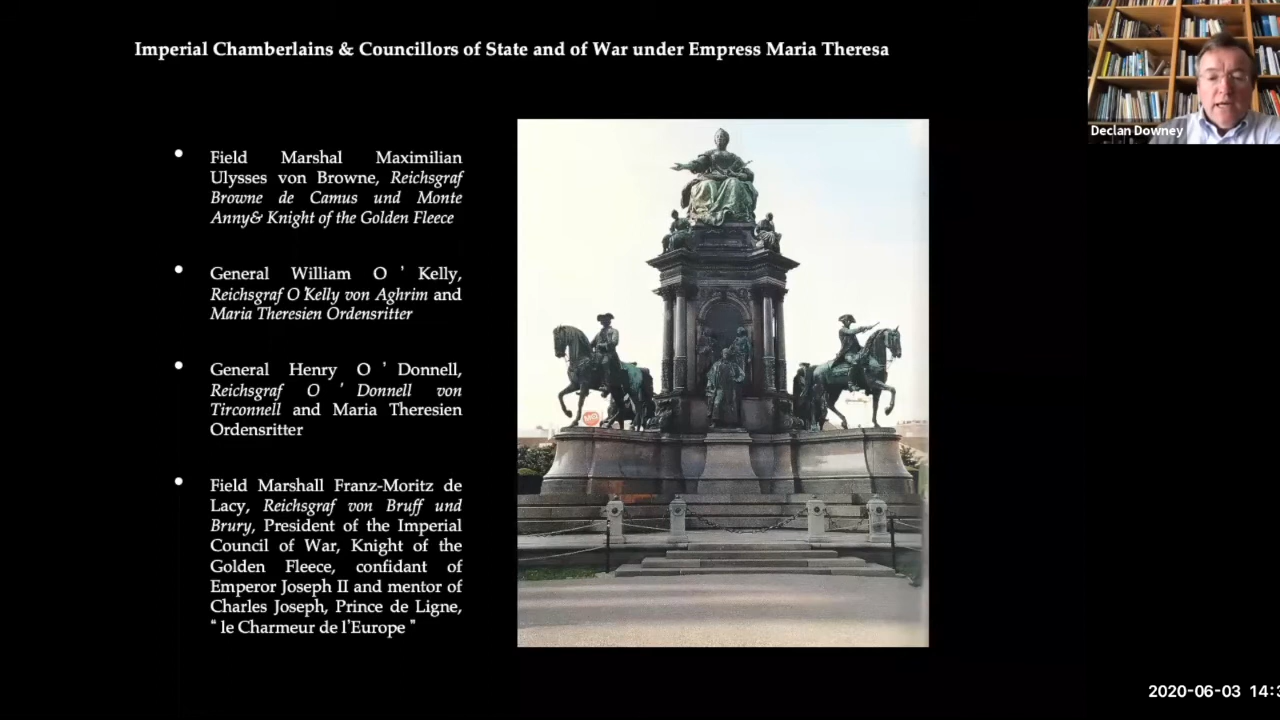 Imperial Chamberlains & Councillors of State and of War under Empress Maria Theresa
Declan Downey
• Field Marshal Maximilian
Ulysses von Browne, Reichsgraf
Browne de Camus und Monte
Anny& Knight of the Golden Fleece
• General William O ' Kelly,
Reichsgraf O'Kelly von Aghrim and
Maria Theresien Ordensritter
• General Henry O ' Donnell,
Reichsgraf O ' Donnell von
Tirconnell and Maria Theresien
Ordensritter
• Field Marshall Franz-Moritz de
Lacy, Reichsgraf von Bruff und
Brury, President of the Imperial
Council of War, Knight of the
Golden Fleece, confidant of
Emperor Joseph II and mentor of
Charles Joseph, Prince de Ligne,
“ le Charmeur de l'Europe ”
2020-06-03 14:3